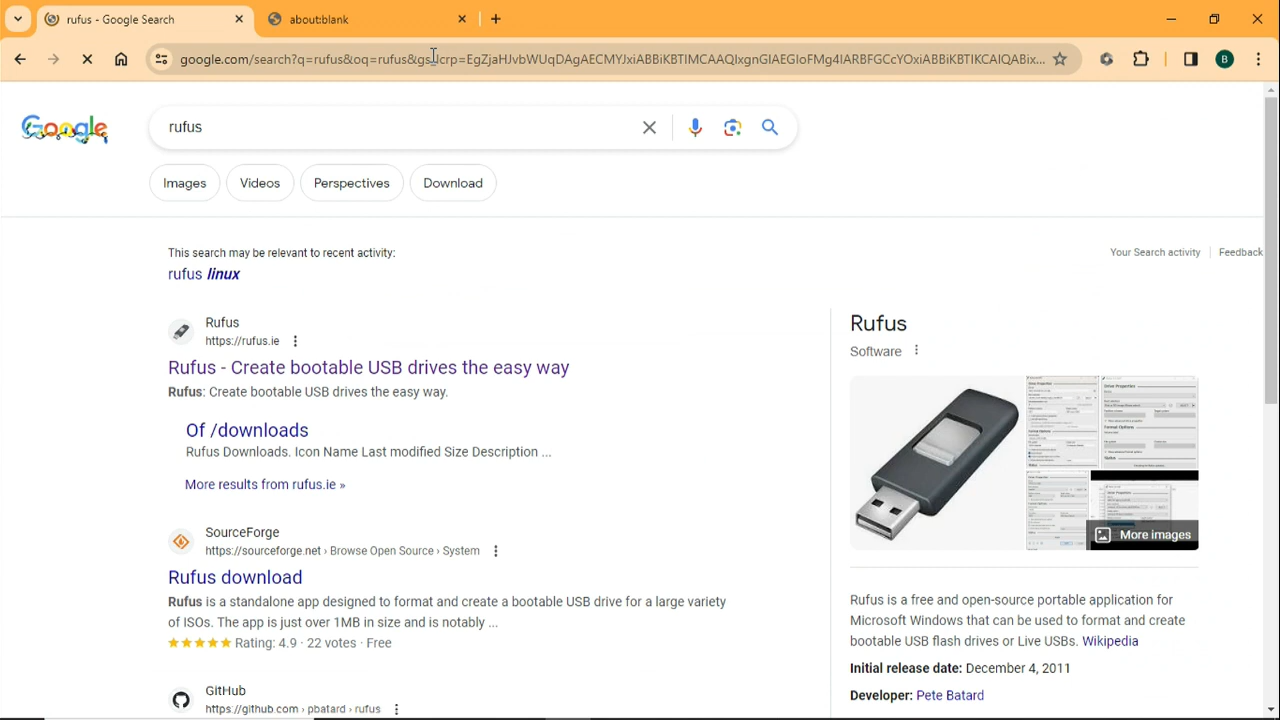 rufus - Google Search
about:blank
google.com/search?q=rufus&oq=rufus&gs_lcrp=EgZjaHJvbWUqDAgAECMYJxiABBiKBTIMCAAQIxgnGIAEGIoFMg4IARBFGCcYOxiABBiKBTIKCAIQABix...
B
Google
rufus
Images
Videos
Perspectives
Download
This search may be relevant to recent activity:
Your Search activity
Feedback
rufus linux
Rufus
https://rufus.ie
Rufus - Create bootable USB drives the easy way
Rufus: Create bootable USB drives the easy way.
Of /downloads
Rufus Downloads. Icon Name Last modified Size Description ...
More results from rufus.ie »
SourceForge
https://sourceforge.net › Browse Open Source › System
Rufus download
Rufus is a standalone app designed to format and create a bootable USB drive for a large variety
of ISOs. The app is just over 1MB in size and is notably ...
Rating: 4.9 · 22 votes · Free
GitHub
https://github.com › pbatard › rufus
Rufus
Software
More images
Rufus is a free and open-source portable application for
Microsoft Windows that can be used to format and create
bootable USB flash drives or Live USBs. Wikipedia
Initial release date: December 4, 2011
Developer: Pete Batard